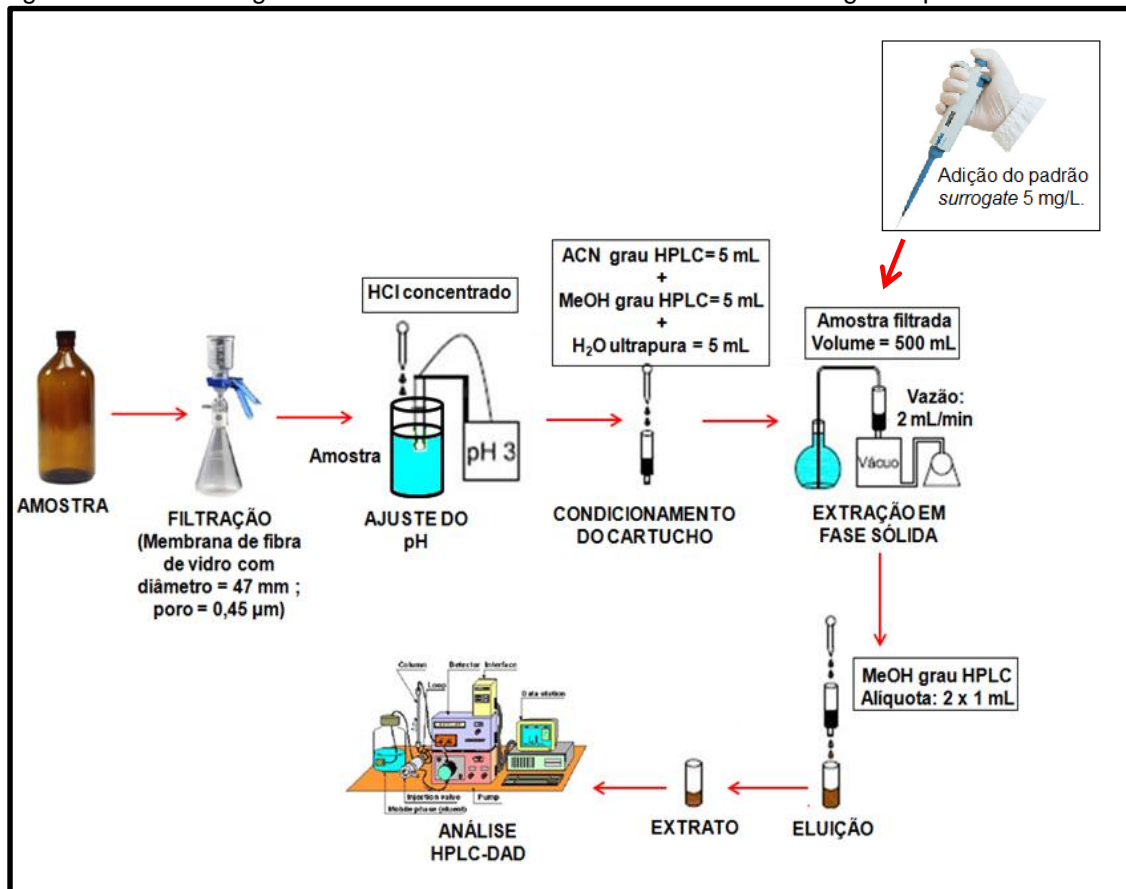 Adição do padrão
surrogate 5 mg/L.
ACN grau HPLC= 5 mL
+
MeOH grau HPLC= 5 mL
+
H₂O ultrapura = 5 mL
HCl concentrado
Amostra filtrada
Volume = 500 mL
Vazão:
2 mL/min
Amostra
pH 3
Vácuo
AMOSTRA
FILTRAÇÃO
(Membrana de fibra
de vidro com
diâmetro = 47 mm ;
poro = 0,45 µm)
AJUSTE DO
pH
CONDICIONAMENTO
DO CARTUCHO
EXTRAÇÃO EM
FASE SÓLIDA
MeOH grau HPLC
Alíquota: 2 x 1 mL
Column
Detector
Interface
Loop
Data station
Injection valve
Pump
Mobile phase (eluent)
ANÁLISE
HPLC-DAD
EXTRATO
ELUIÇÃO